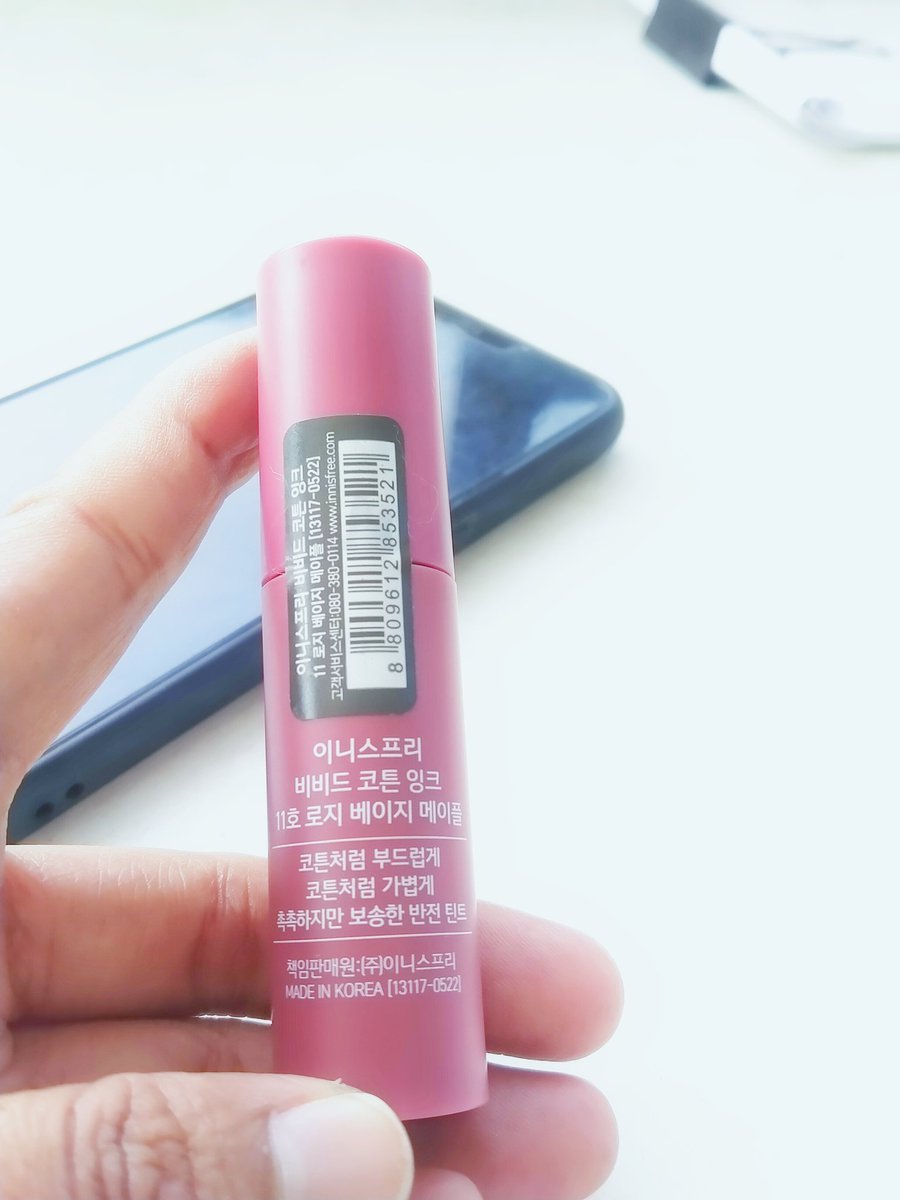 이니스프리 비비드 코튼 잉크
11 로지 베이지 메이플 [13117-0522]
고객서비스센터:080-380-0114 www.innisfree.com
8 809612 853521
이니스프리
비비드 코튼 잉크
11호 로지 베이지 메이플
코튼처럼 부드럽게
코튼처럼 가볍게
촉촉하지만 보송한 반전 틴트
책임판매원:(주)이니스프리
MADE IN KOREA [13117-0522]